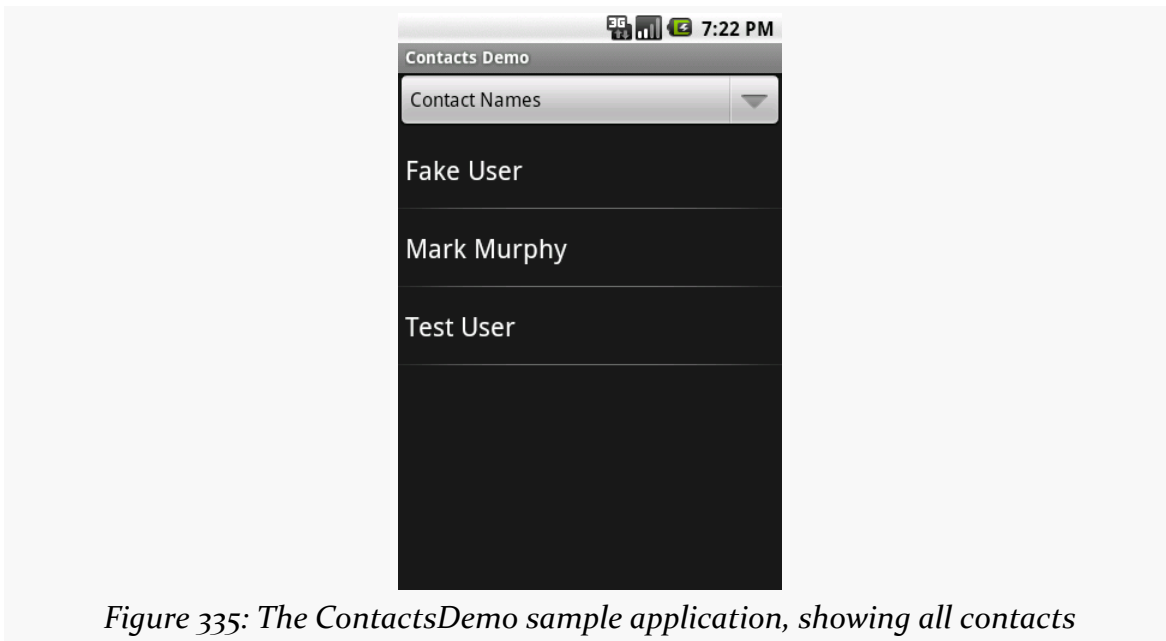 3G 7:22 PM
Contacts Demo
Contact Names
Fake User
Mark Murphy
Test User
Figure 335: The ContactsDemo sample application, showing all contacts